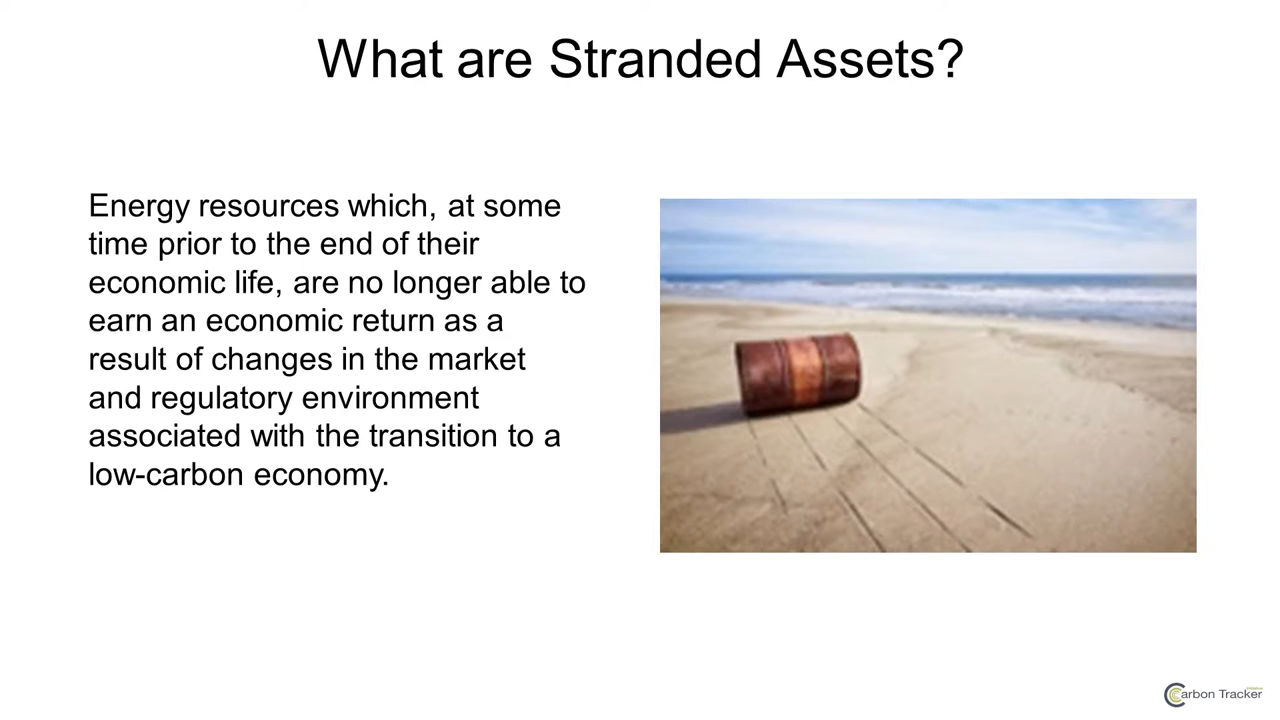 What are Stranded Assets?
Energy resources which, at some
time prior to the end of their
economic life, are no longer able to
earn an economic return as a
result of changes in the market
and regulatory environment
associated with the transition to a
low-carbon economy.
Carbon Tracker